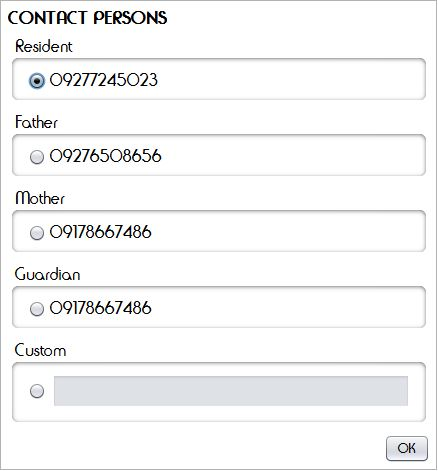 CONTACT PERSONS
Resident
09277245023
Father
09276508656
Mother
09178667486
Guardian
09178667486
Custom
OK